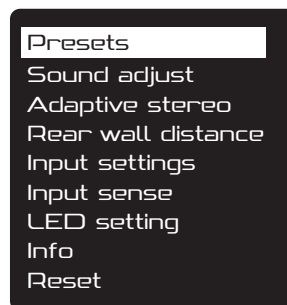 Presets
Sound adjust
Adaptive stereo
Rear wall distance
Input settings
Input sense
LED setting
Info
Reset